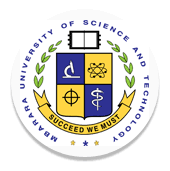 MBARARA UNIVERSITY OF SCIENCE AND TECHNOLOGY
SUCCEED WE MUST